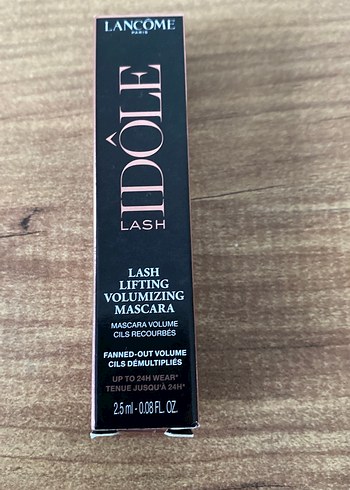 LANCÔME
PARIS
IDÔLE
LASH
LASH
LIFTING
VOLUMIZING
MASCARA
MASCARA VOLUME
CILS RECOURBÉS
FANNED-OUT VOLUME
CILS DÉMULTIPLIÉS
UP TO 24H WEAR*
TENUE JUSQU'À 24H*
2.5 ml - 0.08 FL. OZ.